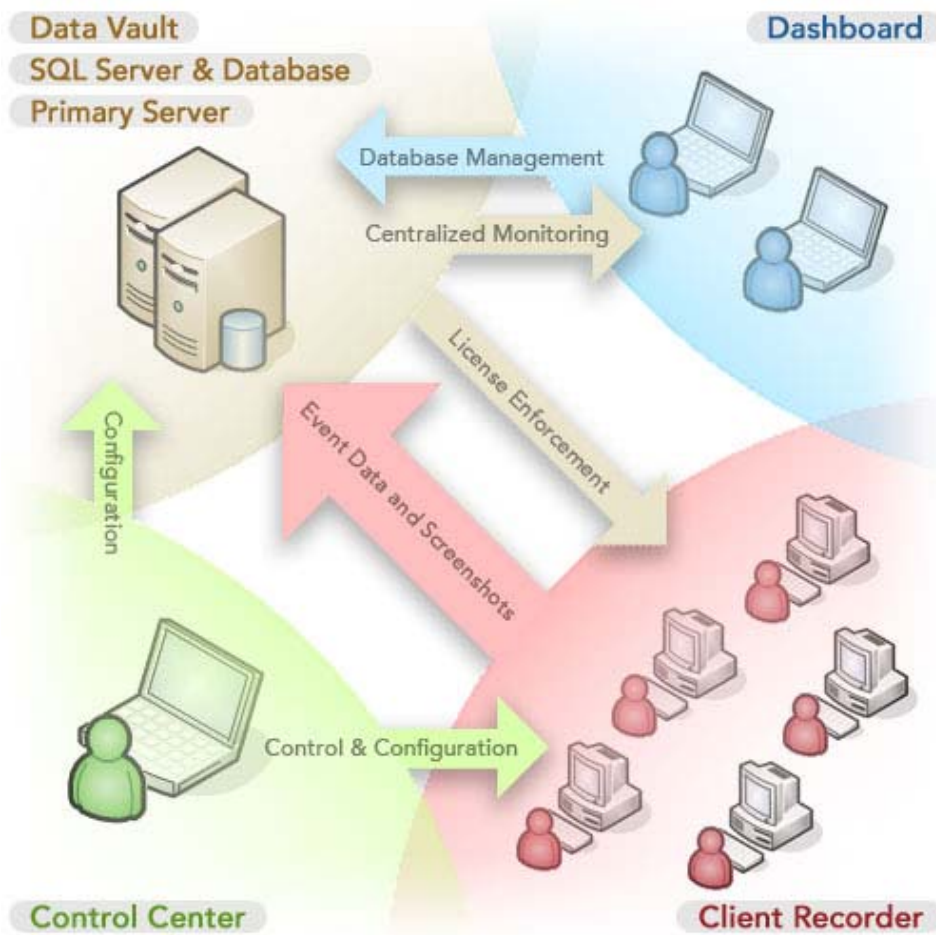 Data Vault
SQL Server & Database
Primary Server
Dashboard
Database Management
Centralized Monitoring
License Enforcement
Event Data and Screenshots
Configuration
Control & Configuration
Control Center
Client Recorder